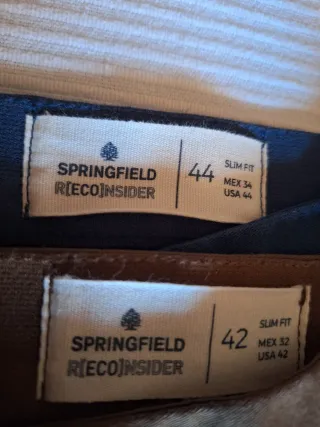 SPRINGFIELD
R[ECO]NSIDER
44
SLIM FIT
MEX 34
USA 44
SPRINGFIELD
R[ECO]NSIDER
42
SLIM FIT
MEX 32
USA 42